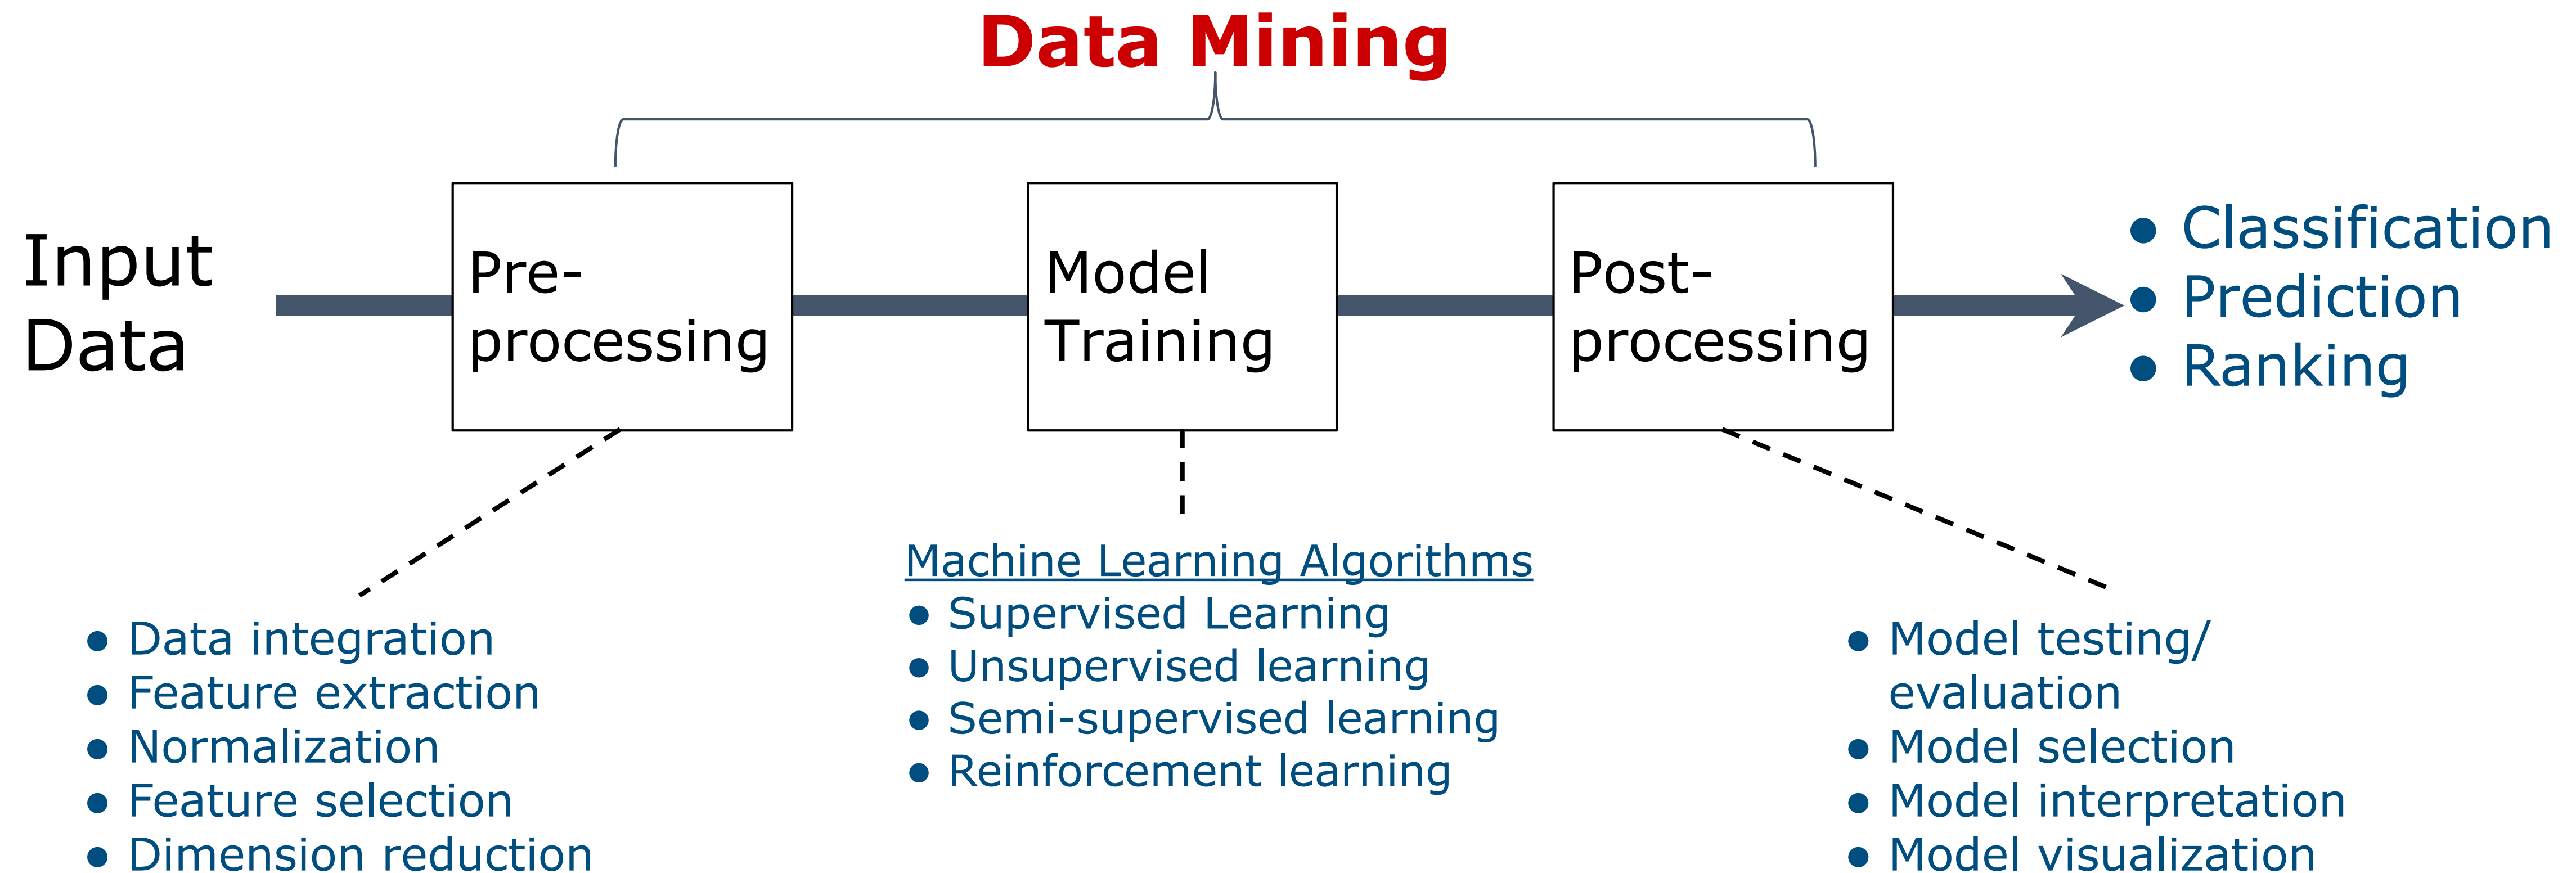 Data Mining
Input
Data
Pre-
processing
Model
Training
Post-
processing
● Classification
● Prediction
● Ranking
● Data integration
● Feature extraction
● Normalization
● Feature selection
● Dimension reduction
Machine Learning Algorithms
● Supervised Learning
● Unsupervised learning
● Semi-supervised learning
● Reinforcement learning
● Model testing/
evaluation
● Model selection
● Model interpretation
● Model visualization